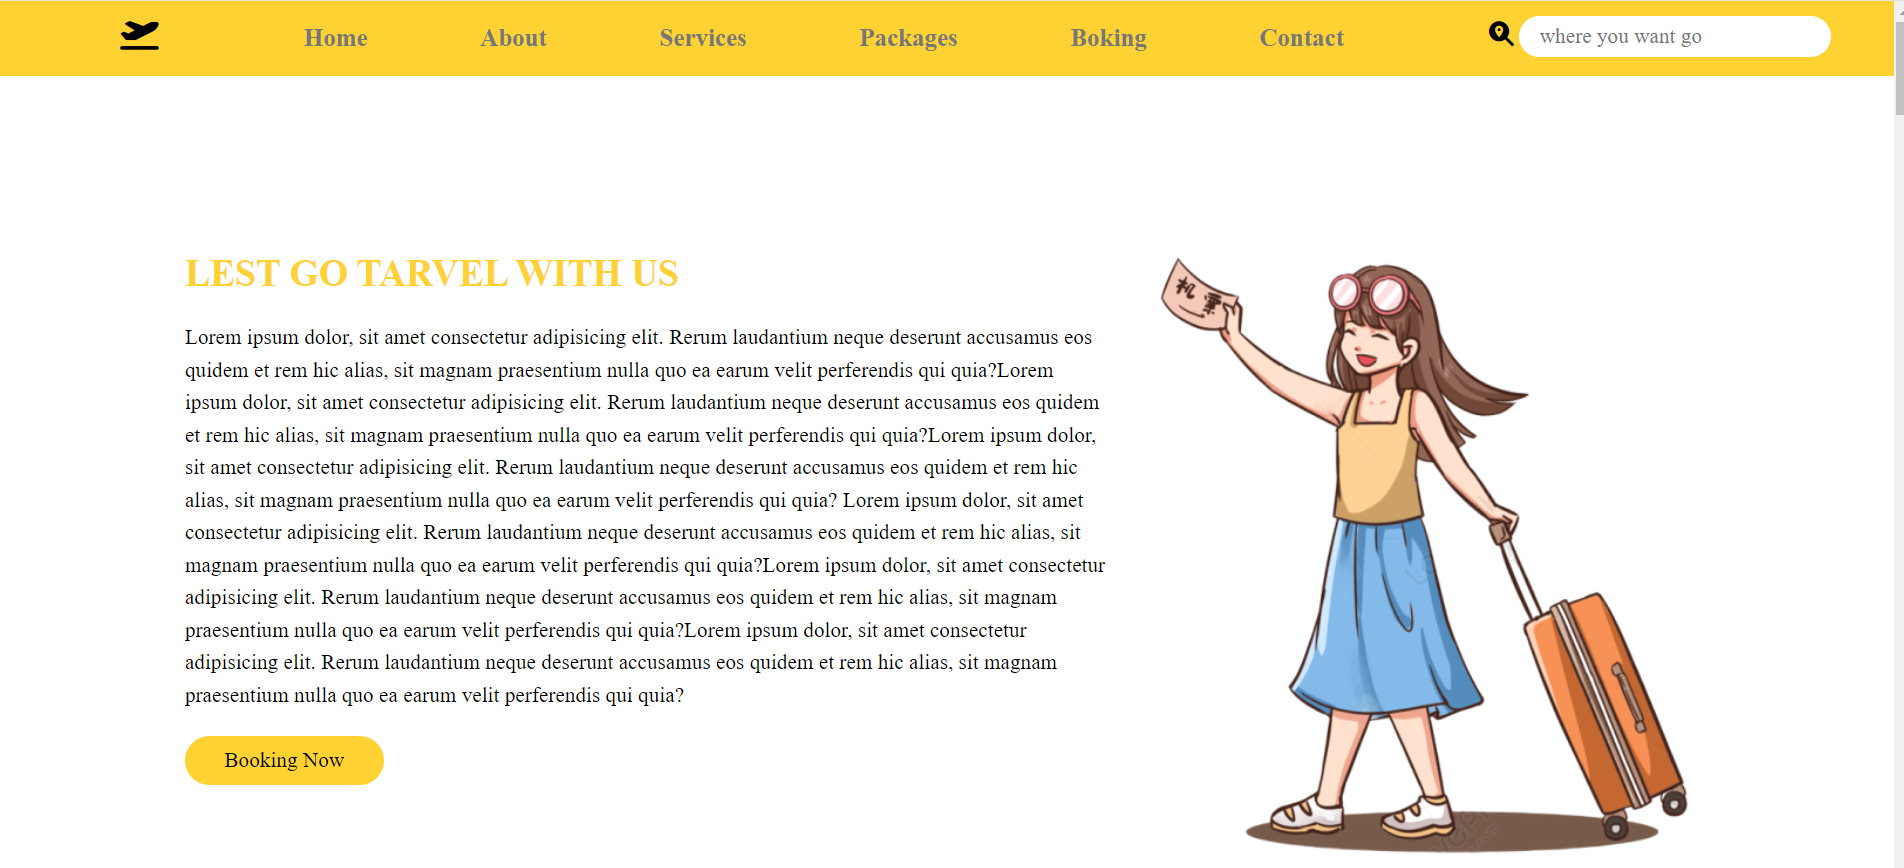 Home About Services Packages Boking Contact where you want go
LEST GO TARVEL WITH US
机票
Lorem ipsum dolor, sit amet consectetur adipisicing elit. Rerum laudantium neque deserunt accusamus eos
quidem et rem hic alias, sit magnam praesentium nulla quo ea earum velit perferendis qui quia?Lorem
ipsum dolor, sit amet consectetur adipisicing elit. Rerum laudantium neque deserunt accusamus eos quidem
et rem hic alias, sit magnam praesentium nulla quo ea earum velit perferendis qui quia?Lorem ipsum dolor,
sit amet consectetur adipisicing elit. Rerum laudantium neque deserunt accusamus eos quidem et rem hic
alias, sit magnam praesentium nulla quo ea earum velit perferendis qui quia? Lorem ipsum dolor, sit amet
consectetur adipisicing elit. Rerum laudantium neque deserunt accusamus eos quidem et rem hic alias, sit
magnam praesentium nulla quo ea earum velit perferendis qui quia?Lorem ipsum dolor, sit amet consectetur
adipisicing elit. Rerum laudantium neque deserunt accusamus eos quidem et rem hic alias, sit magnam
praesentium nulla quo ea earum velit perferendis qui quia?Lorem ipsum dolor, sit amet consectetur
adipisicing elit. Rerum laudantium neque deserunt accusamus eos quidem et rem hic alias, sit magnam
praesentium nulla quo ea earum velit perferendis qui quia?
Booking Now